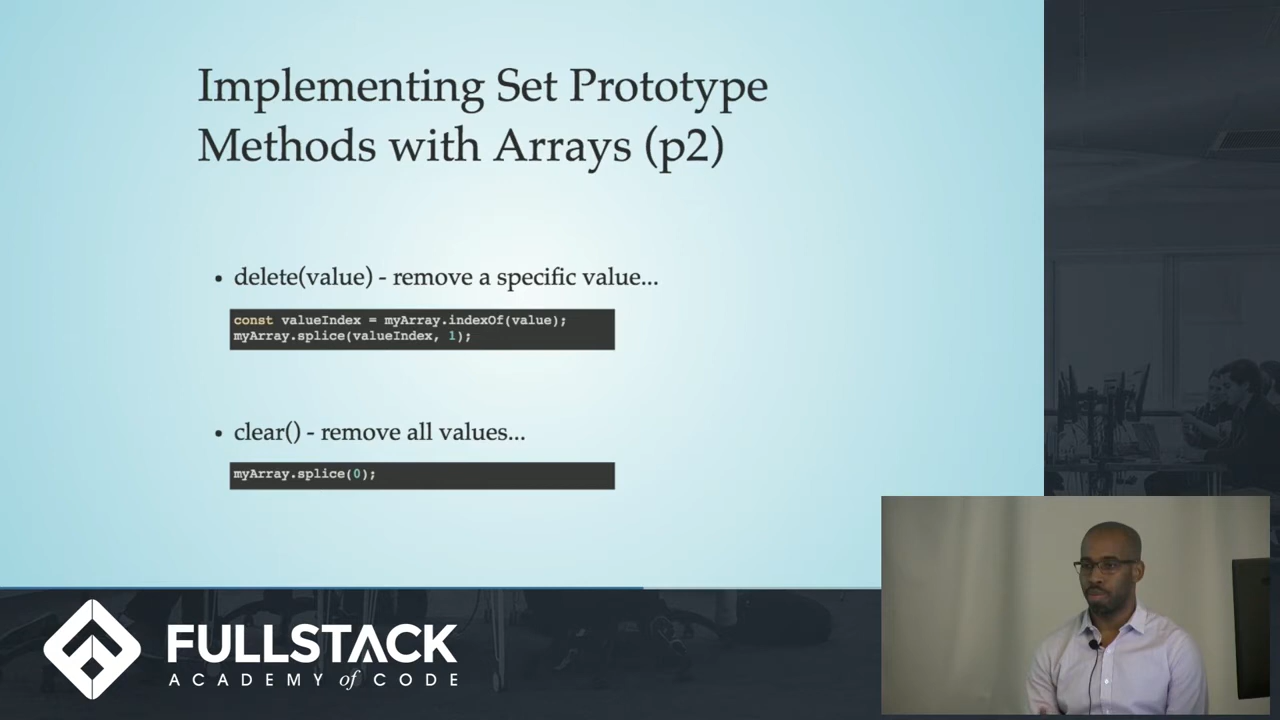 Implementing Set Prototype
Methods with Arrays (p2)
• delete(value) - remove a specific value...
const valueIndex = myArray.indexOf(value);
myArray.splice(valueIndex, 1);
• clear() - remove all values...
myArray.splice(0);
FULLSTACK
ACADEMY of CODE